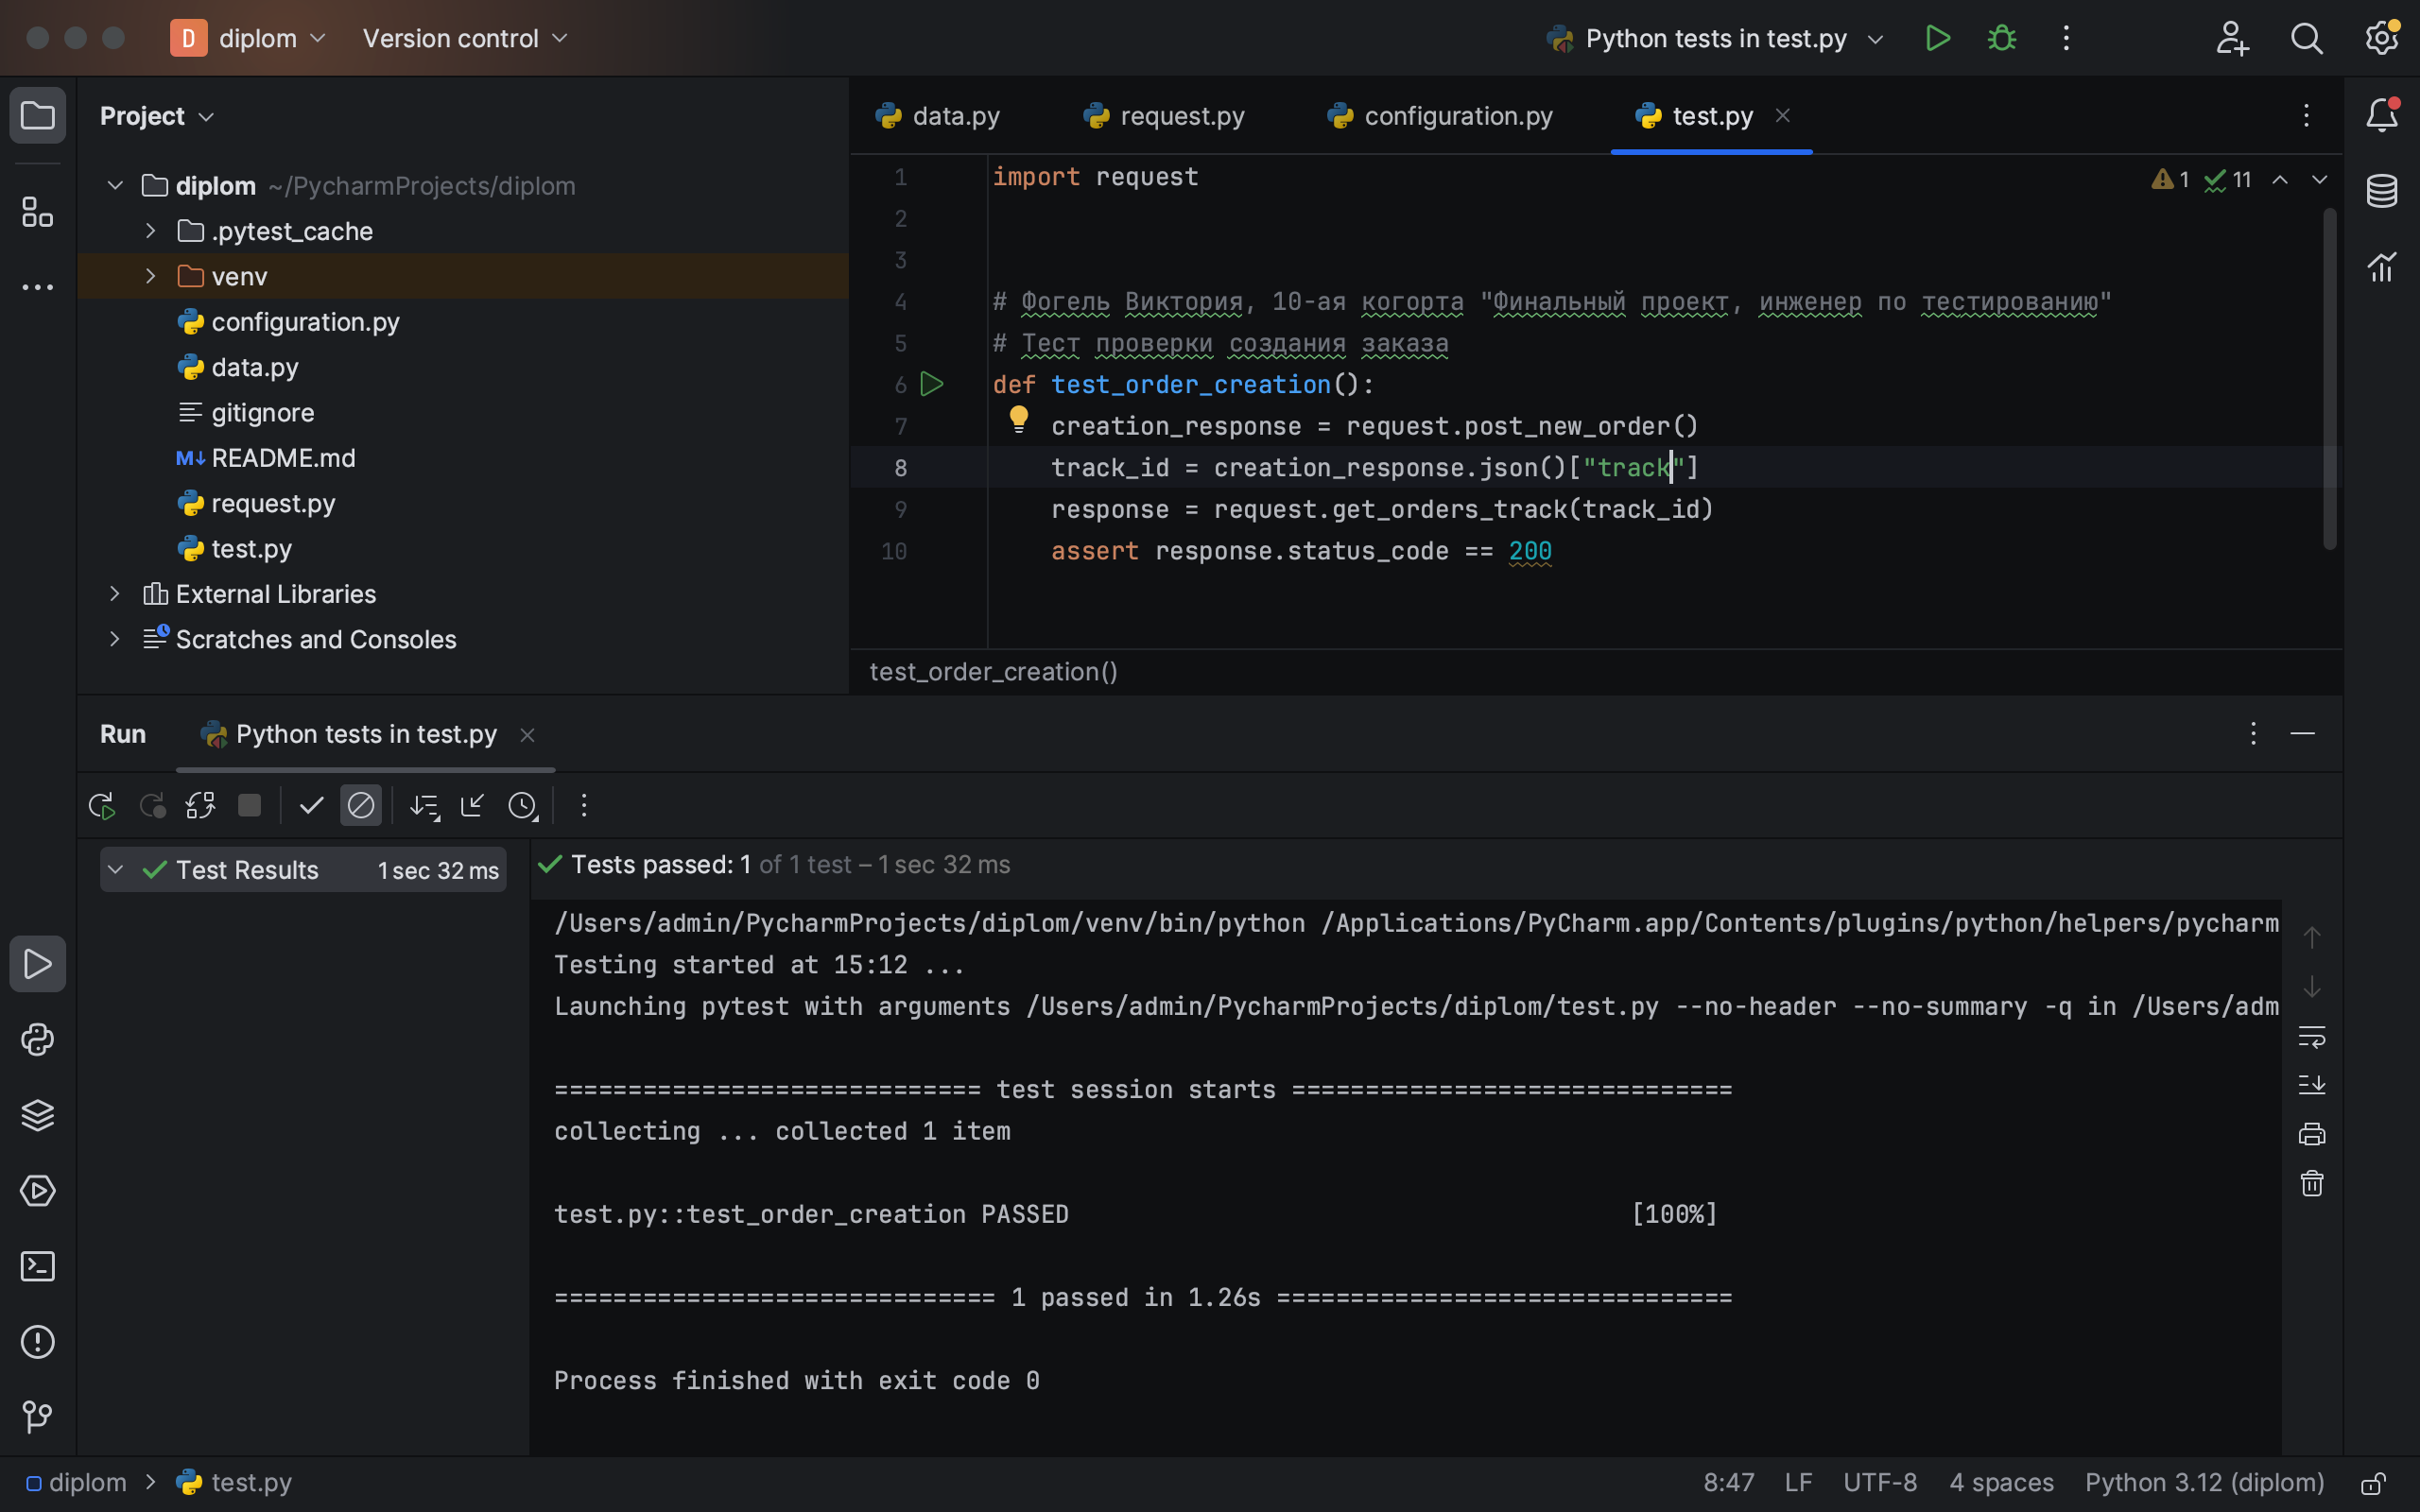 D diplom Version control Python tests in test.py
Project
data.py request.py configuration.py test.py
diplom ~/PycharmProjects/diplom
.pytest_cache
venv
configuration.py
data.py
gitignore
M↓ README.md
request.py
test.py
External Libraries
Scratches and Consoles
1 11
1 import request
2
3
4 # Фогель Виктория, 10-ая когорта "Финальный проект, инженер по тестированию"
5 # Тест проверки создания заказа
6 def test_order_creation():
7 creation_response = request.post_new_order()
8 track_id = creation_response.json()["track"]
9 response = request.get_orders_track(track_id)
10 assert response.status_code == 200
test_order_creation()
Run Python tests in test.py
Test Results 1 sec 32 ms
Tests passed: 1 of 1 test – 1 sec 32 ms
/Users/admin/PycharmProjects/diplom/venv/bin/python /Applications/PyCharm.app/Contents/plugins/python/helpers/pycharm
Testing started at 15:12 ...
Launching pytest with arguments /Users/admin/PycharmProjects/diplom/test.py --no-header --no-summary -q in /Users/adm
============================= test session starts ==============================
collecting ... collected 1 item
test.py::test_order_creation PASSED [100%]
============================== 1 passed in 1.26s ===============================
Process finished with exit code 0
diplom > test.py 8:47 LF UTF-8 4 spaces Python 3.12 (diplom)